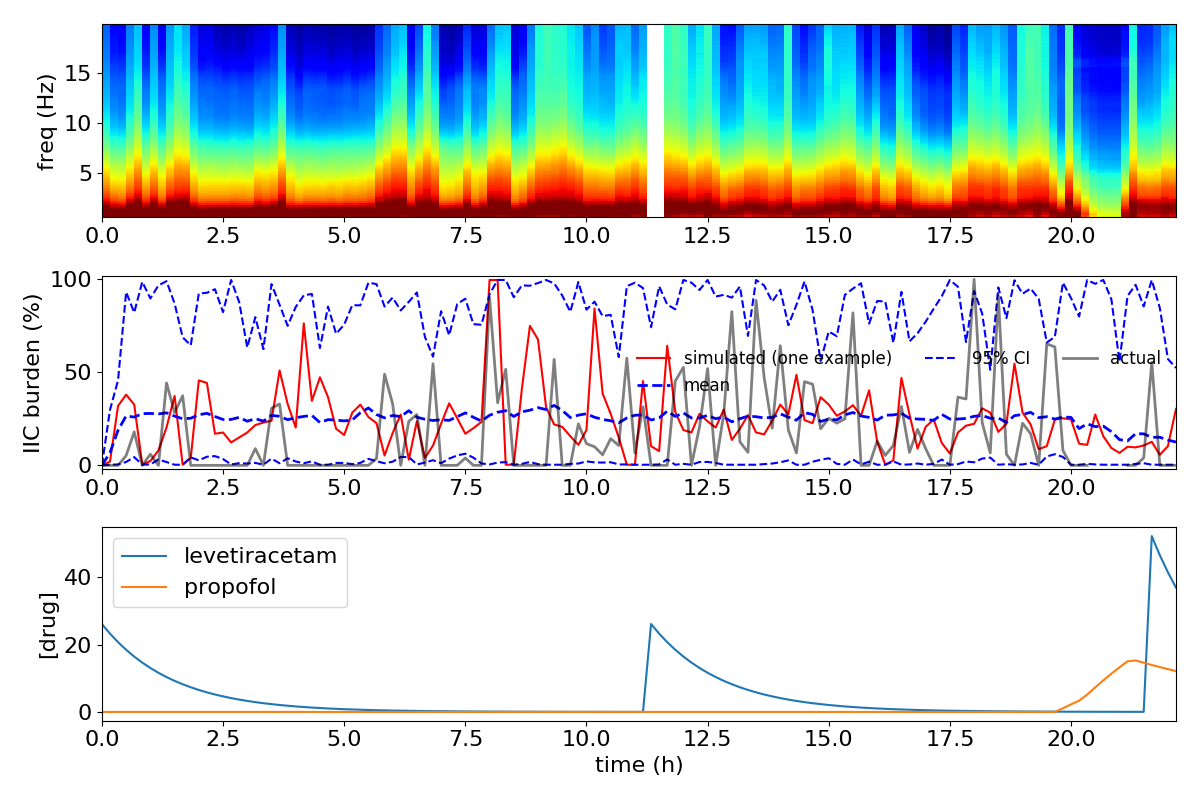 freq (Hz)
15
10
5
0.0 2.5 5.0 7.5 10.0 12.5 15.0 17.5 20.0
IIC burden (%)
100
50
0
simulated (one example) 95% CI actual
mean
0.0 2.5 5.0 7.5 10.0 12.5 15.0 17.5 20.0
[drug]
40
20
0
levetiracetam
propofol
0.0 2.5 5.0 7.5 10.0 12.5 15.0 17.5 20.0
time (h)